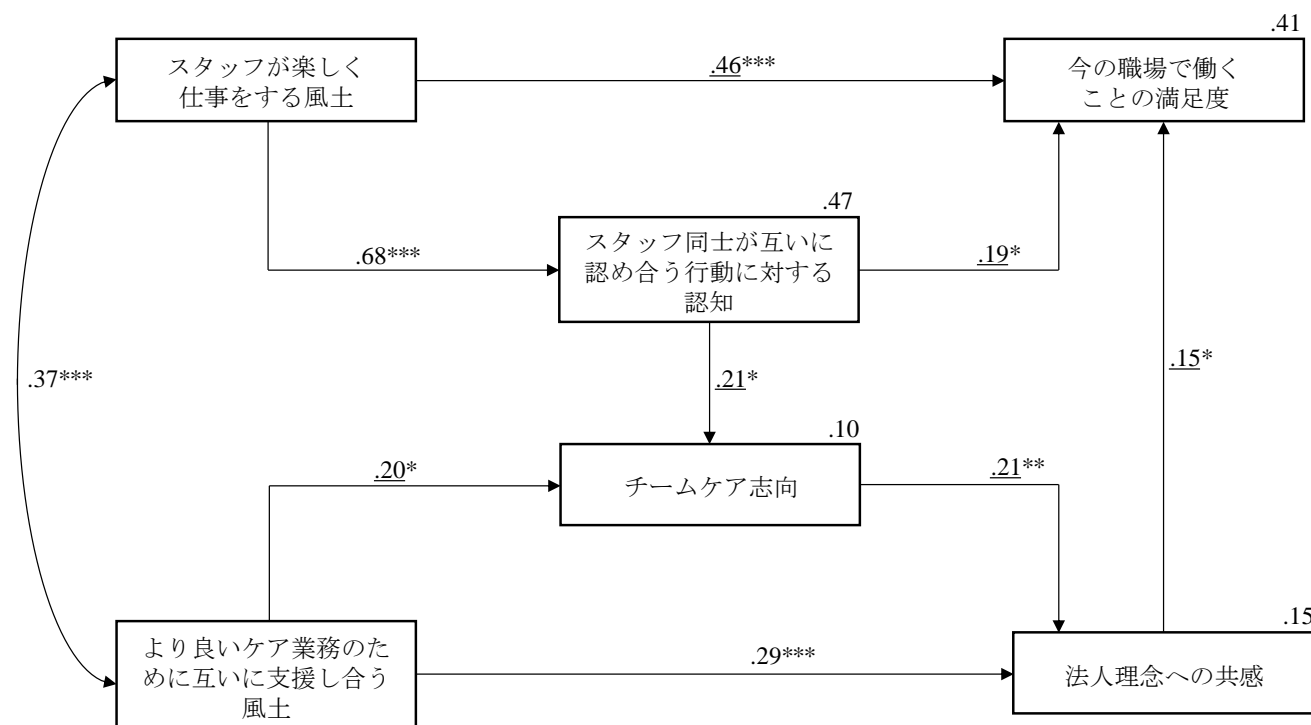 .41
スタッフが楽しく
仕事をする風土
.46***
今の職場で働く
ことの満足度
.47
.68***
スタッフ同士が互いに
認め合う行動に対する
認知
.19*
.37***
.21*
.15*
.10
.20*
チームケア志向
.21**
.15
より良いケア業務のた
めに互いに支援し合う
風土
.29***
法人理念への共感